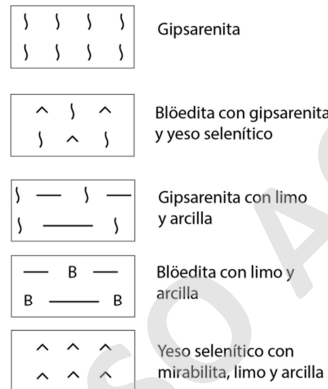 Gipsarenita
Blöedita con gipsarenita
y yeso selenítico
Gipsarenita con limo
y arcilla
B
B B
Blöedita con limo y
arcilla
Yeso selenítico con
mirabilita, limo y arcilla